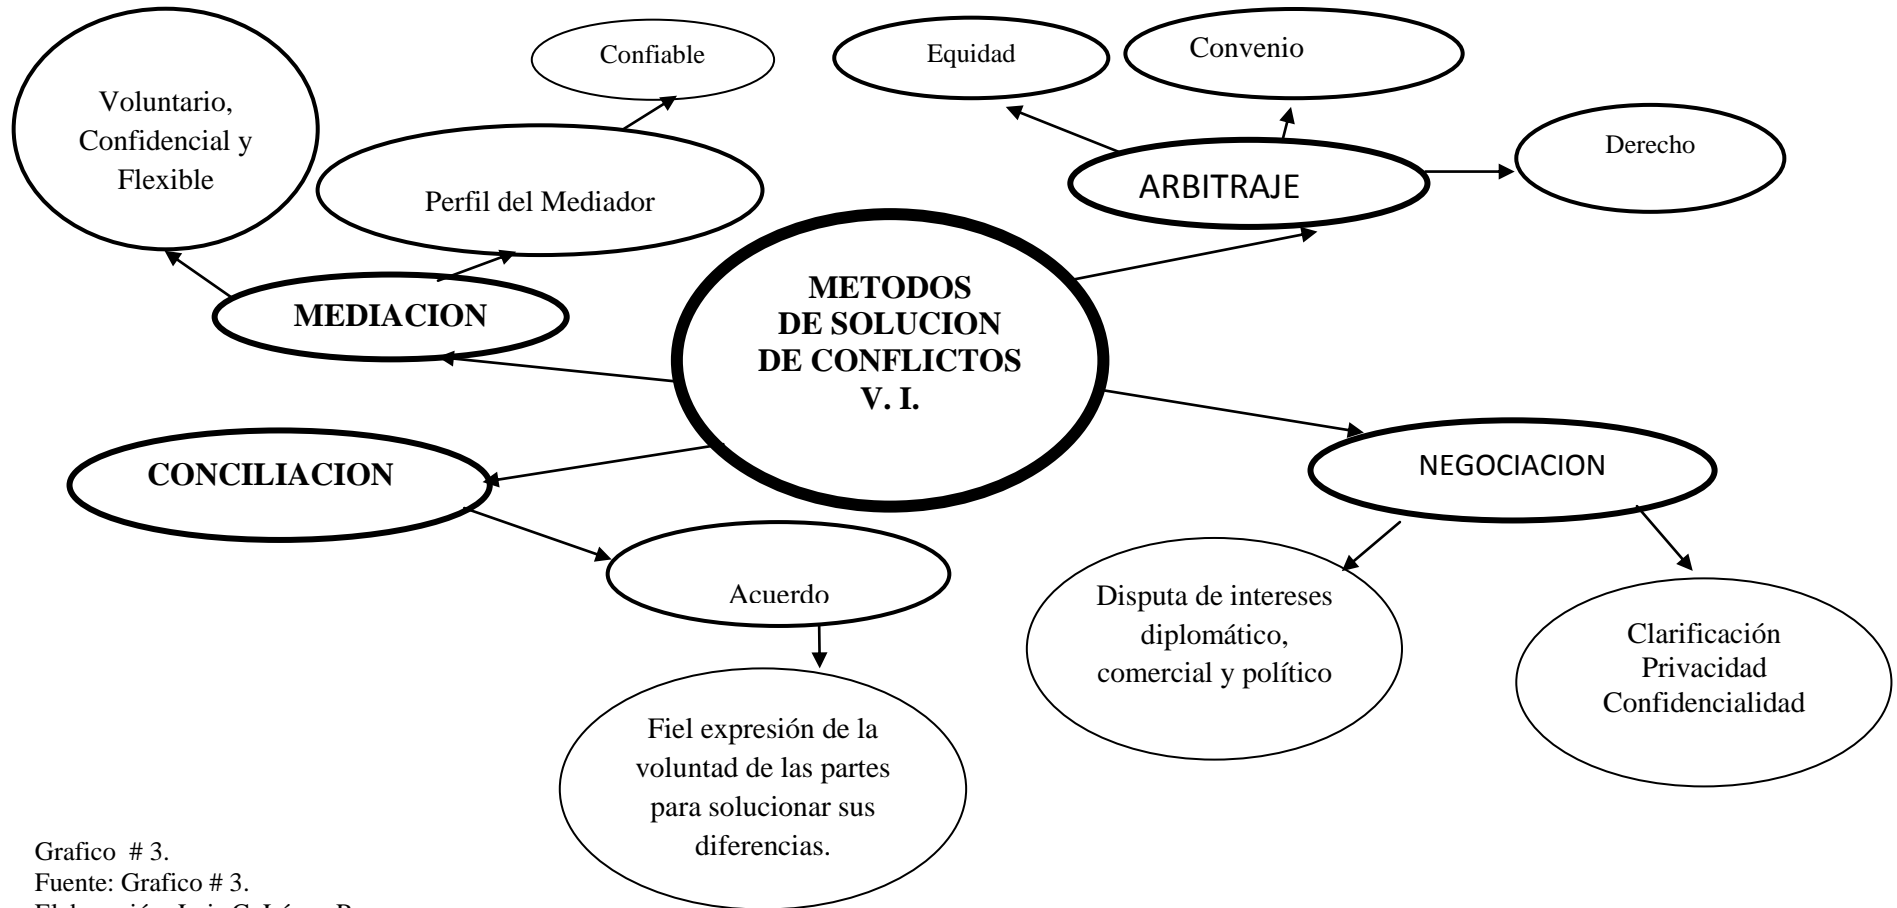 Confiable
Equidad
Convenio
Voluntario,
Confidencial y
Flexible
Derecho
Perfil del Mediador
ARBITRAJE
METODOS
DE SOLUCION
DE CONFLICTOS
V. I.
MEDIACION
CONCILIACION
NEGOCIACION
Acuerdo
Disputa de intereses
diplomático,
comercial y político
Clarificación
Privacidad
Confidencialidad
Fiel expresión de la
voluntad de las partes
para solucionar sus
diferencias.
Grafico # 3.
Fuente: Grafico # 3.